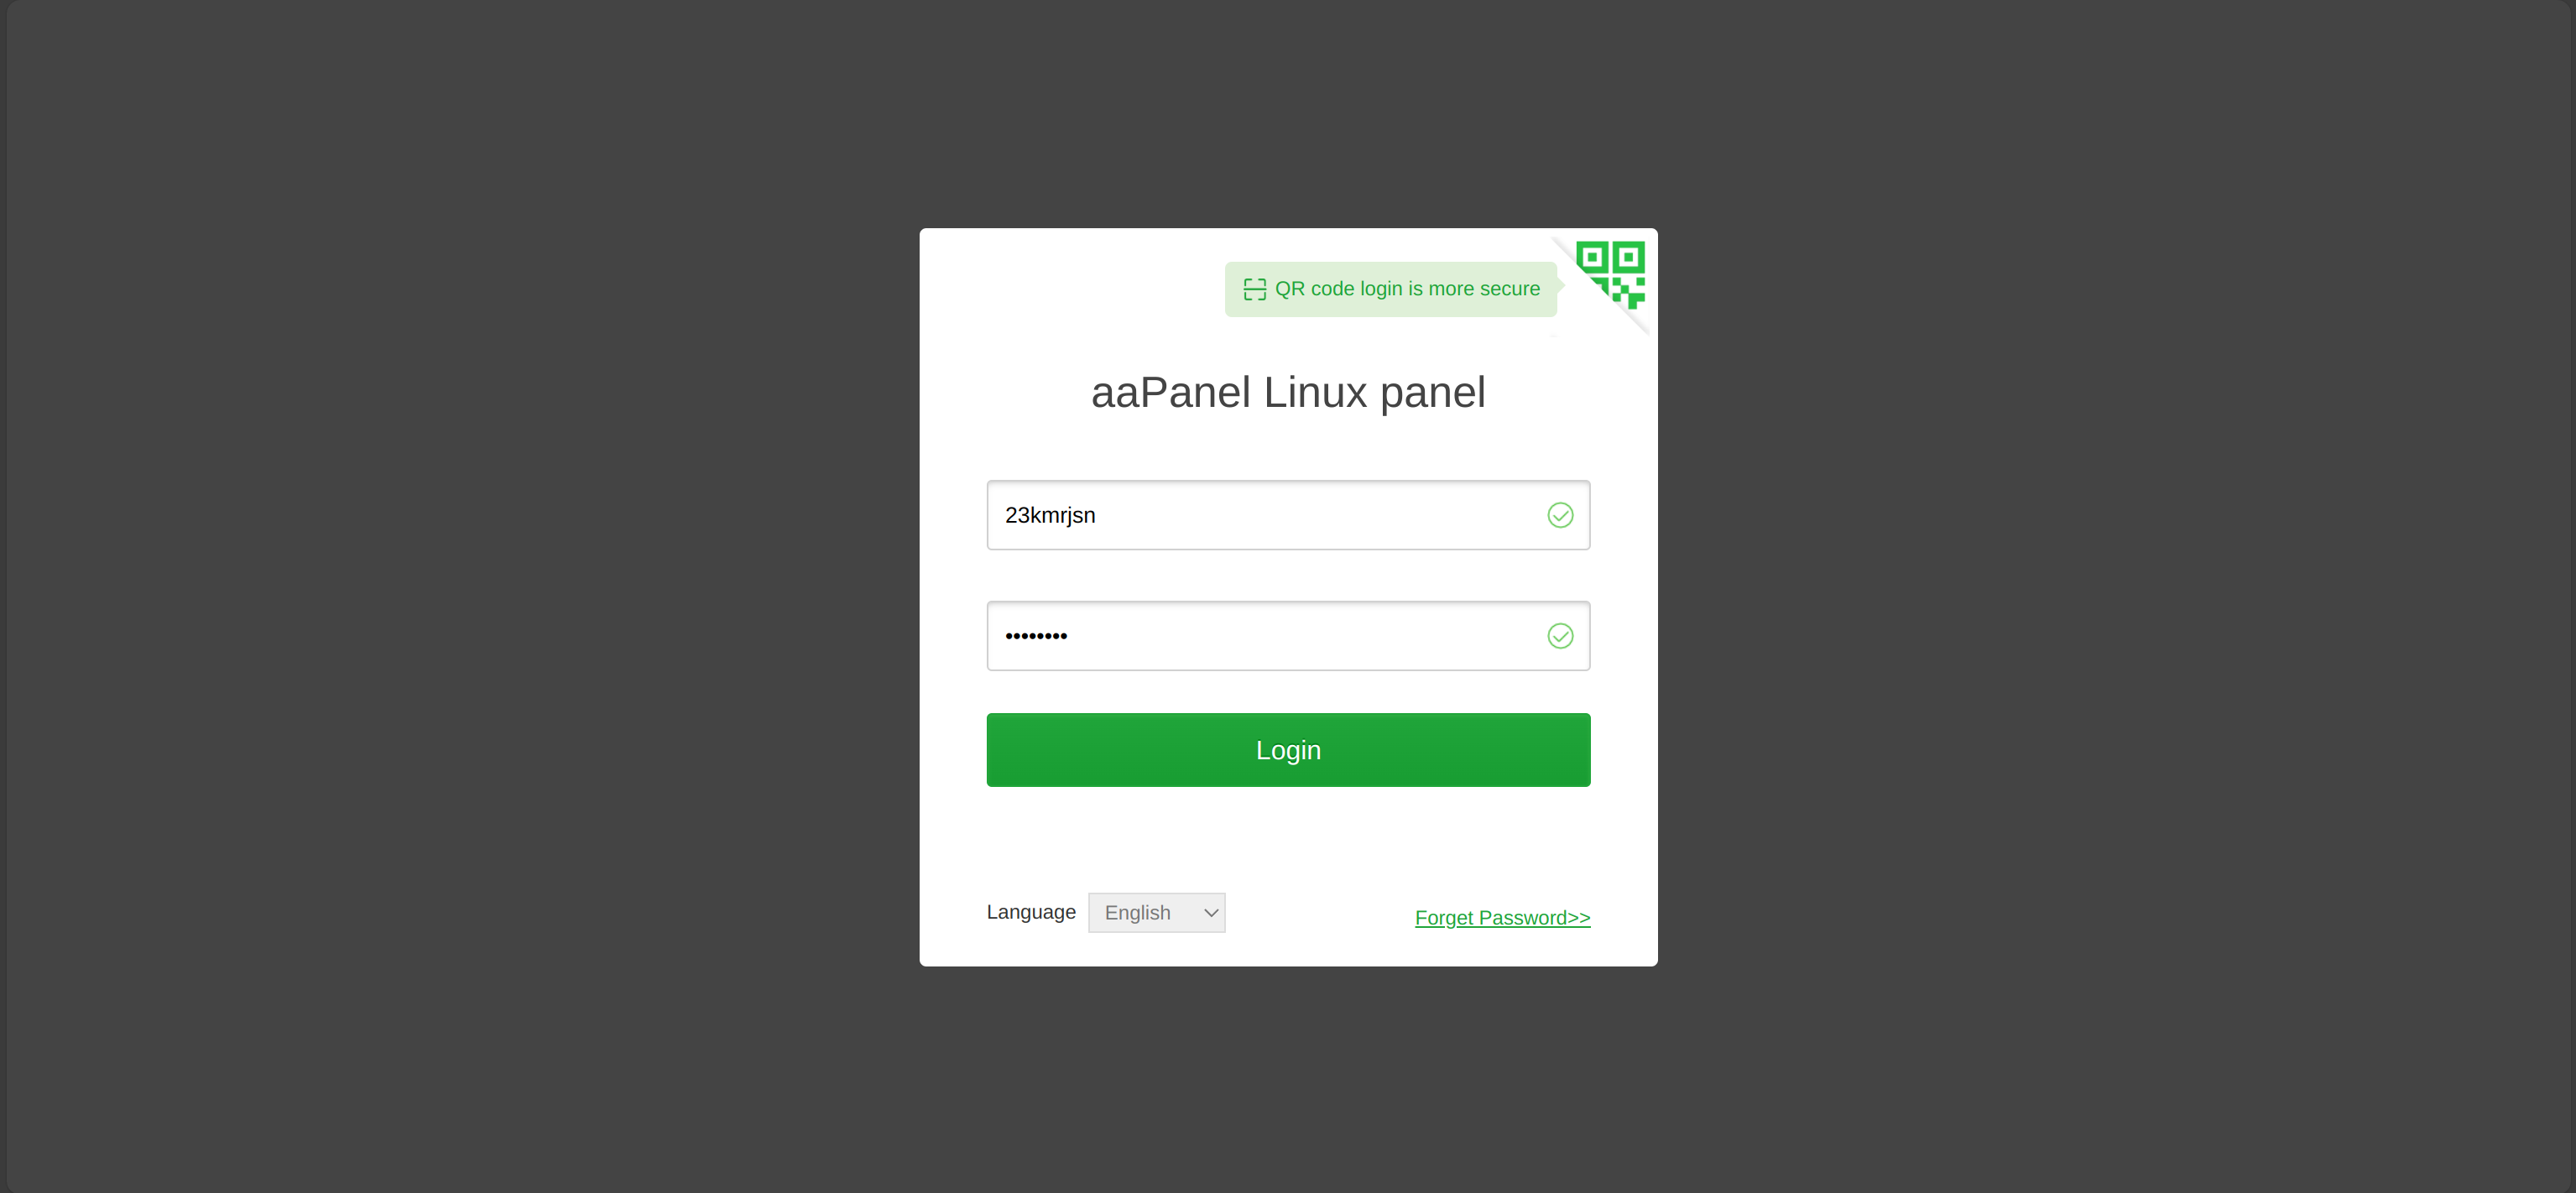 QR code login is more secure
aaPanel Linux panel
23kmrjsn
••••••••
Login
Language English
Forget Password>>